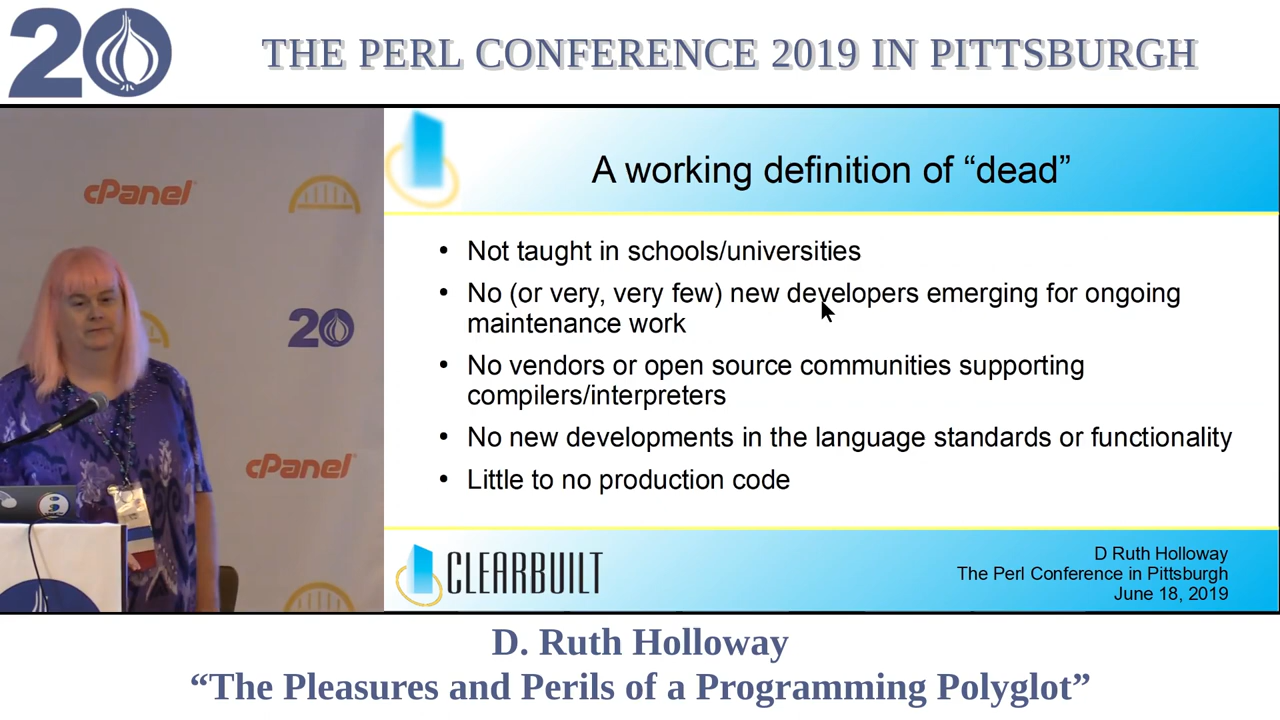 20
THE PERL CONFERENCE 2019 IN PITTSBURGH
cPanel
20
cPanel
A working definition of “dead”
• Not taught in schools/universities
• No (or very, very few) new developers emerging for ongoing
maintenance work
• No vendors or open source communities supporting
compilers/interpreters
• No new developments in the language standards or functionality
• Little to no production code
CLEARBUILT
D Ruth Holloway
The Perl Conference in Pittsburgh
June 18, 2019
D. Ruth Holloway
“The Pleasures and Perils of a Programming Polyglot”